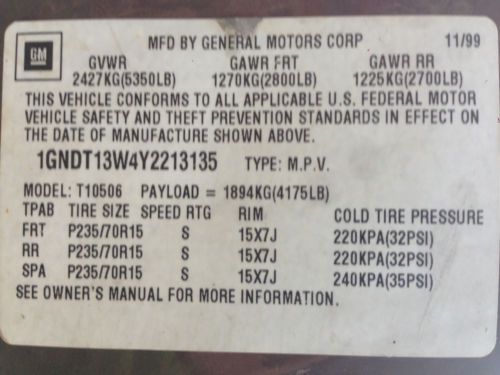 GM
MFD BY GENERAL MOTORS CORP 11/99
GVWR GAWR FRT GAWR RR
2427KG(5350LB) 1270KG(2800LB) 1225KG(2700LB)
THIS VEHICLE CONFORMS TO ALL APPLICABLE U.S. FEDERAL MOTOR
VEHICLE SAFETY AND THEFT PREVENTION STANDARDS IN EFFECT ON
THE DATE OF MANUFACTURE SHOWN ABOVE.
1GNDT13W4Y2213135 TYPE: M.P.V.
MODEL: T10506 PAYLOAD = 1894KG(4175LB)
TPAB TIRE SIZE SPEED RTG RIM COLD TIRE PRESSURE
FRT P235/70R15 S 15X7J 220KPA(32PSI)
RR P235/70R15 S 15X7J 220KPA(32PSI)
SPA P235/70R15 S 15X7J 240KPA(35PSI)
SEE OWNER'S MANUAL FOR MORE INFORMATION.